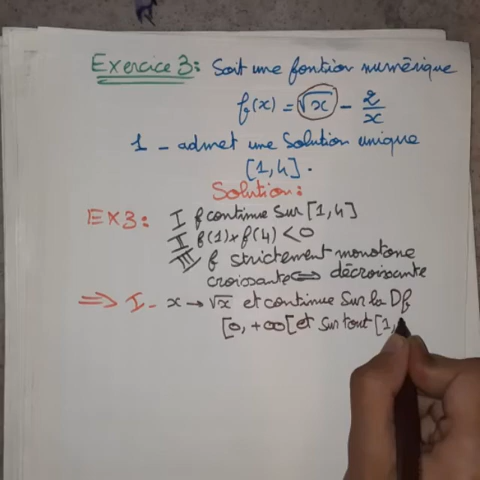 Exercice 3: Soit une fontion numérique
f(x) = √x - 2/x
1 - admet une Solution unique
[1,4].
Solution:
EX3: I f continue sur [1,4]
II f(1)×f(4) < 0
III f strictement monotone
croissante ⇔ décroissante
⇒ I- x → √x et continue Sur la Df
[0, +∞[ et sur tout [1,